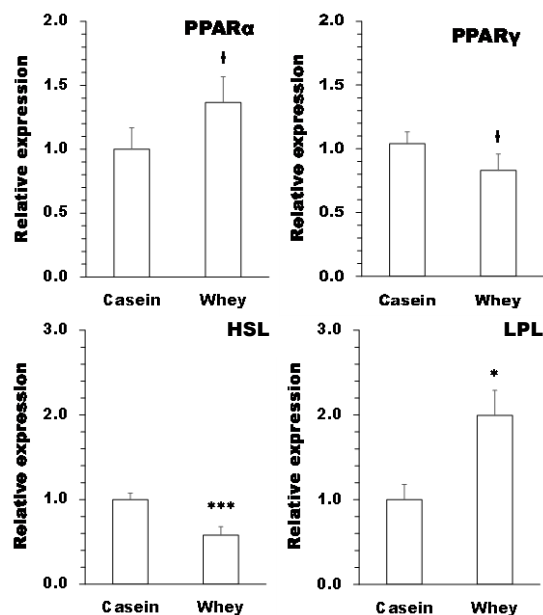 PPARα
Relative expression
2.0
1.5
1.0
0.5
0.0
ǂ
Casein Whey
PPARγ
Relative expression
2.0
1.5
1.0
0.5
0.0
ǂ
Casein Whey
HSL
Relative expression
3.0
2.0
1.0
0.0
***
Casein Whey
LPL
Relative expression
3.0
2.0
1.0
0.0
*
Casein Whey